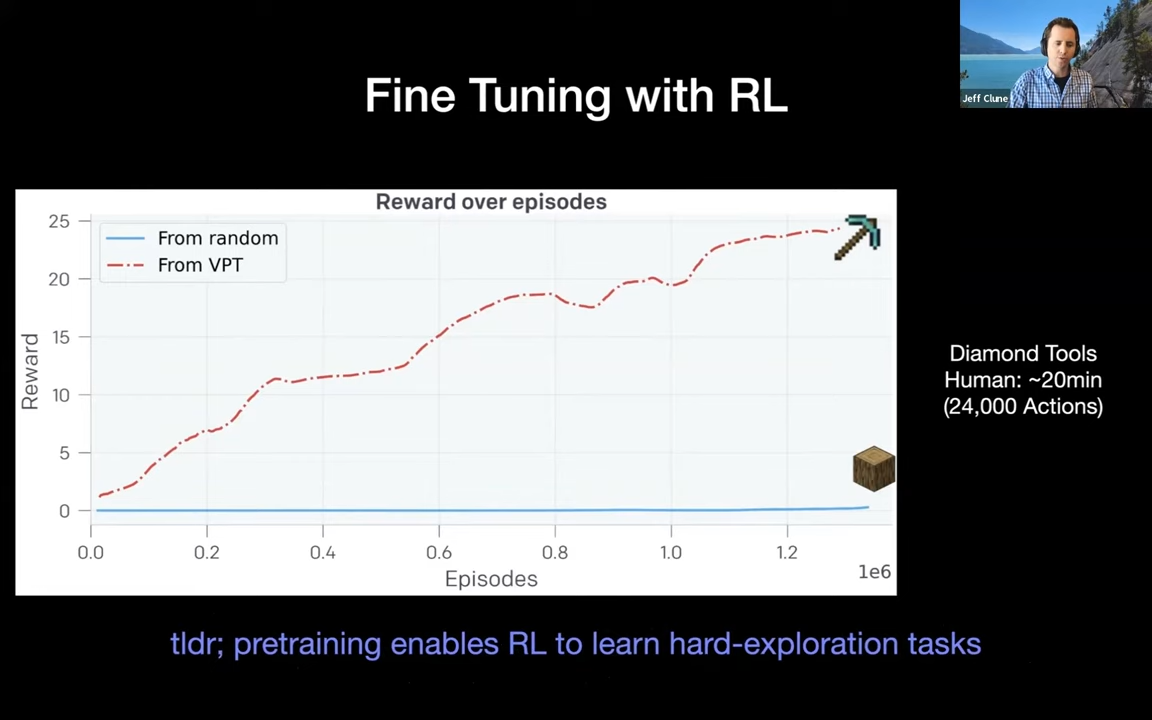 Jeff Clune
Fine Tuning with RL
Reward over episodes
From random
From VPT
25
20
15
10
5
0
Reward
0.0
0.2
0.4
0.6
0.8
1.0
1.2
1e6
Episodes
Diamond Tools
Human: ~20min
(24,000 Actions)
tldr; pretraining enables RL to learn hard-exploration tasks